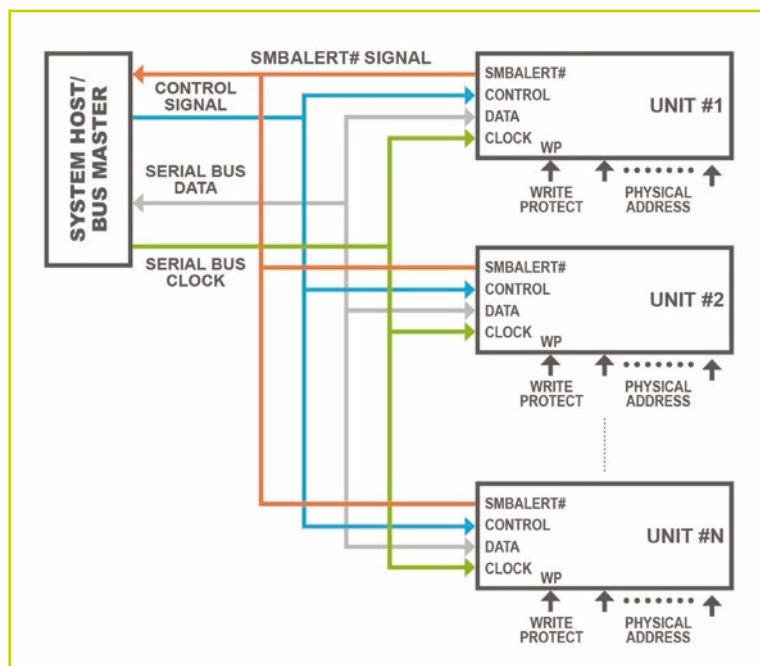 SYSTEM HOST/
BUS MASTER
SMBALERT# SIGNAL
CONTROL
SIGNAL
SERIAL BUS
DATA
SERIAL BUS
CLOCK
SMBALERT#
CONTROL
DATA
CLOCK
WP
UNIT #1
WRITE
PROTECT
PHYSICAL
ADDRESS
SMBALERT#
CONTROL
DATA
CLOCK
WP
UNIT #2
WRITE
PROTECT
PHYSICAL
ADDRESS
SMBALERT#
CONTROL
DATA
CLOCK
WP
UNIT #N
WRITE
PROTECT
PHYSICAL
ADDRESS